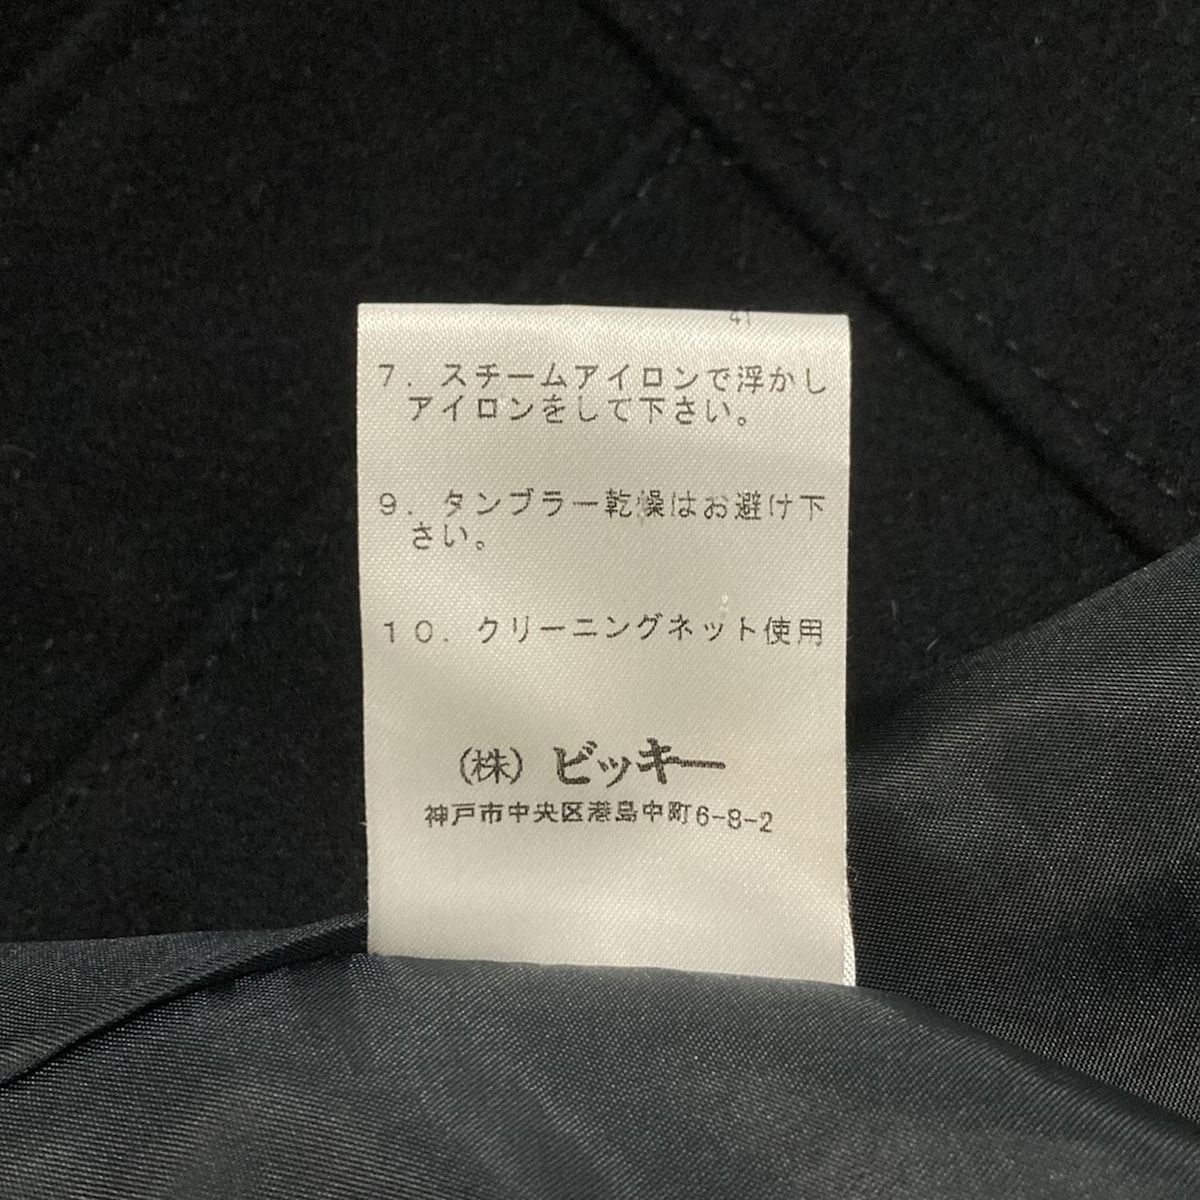 41
7．スチームアイロンで浮かし
アイロンをして下さい。
9．タンブラー乾燥はお避け下
さい。
10．クリーニングネット使用
(株) ビッキー
神戸市中央区港島中町6-8-2